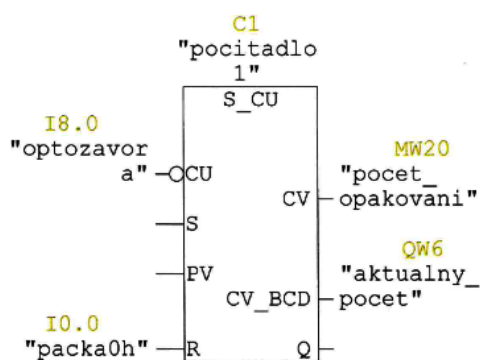 C1
"pocitadlo
1"
S_CU
I8.0
"optozavor
a"
CU
MW20
"pocet_
opakovani"
CV
S
QW6
"aktualny_
pocet"
PV
CV_BCD
I0.0
"packa0h"
R
Q